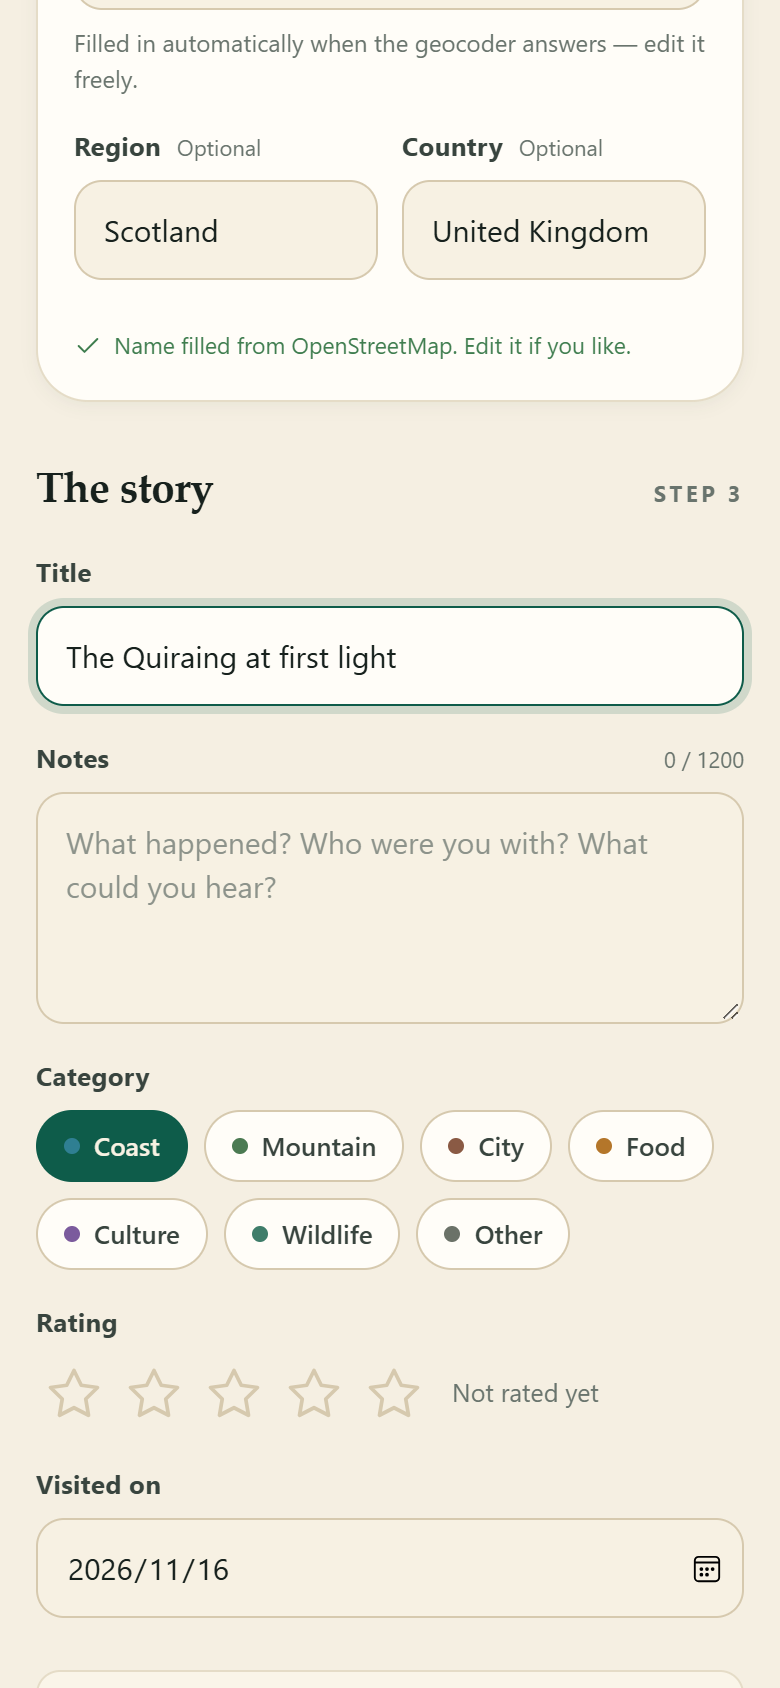 Filled in automatically when the geocoder answers — edit it
freely.
Region Optional
Country Optional
Scotland
United Kingdom
Name filled from OpenStreetMap. Edit it if you like.
The story
STEP 3
Title
The Quiraing at first light
Notes
0 / 1200
What happened? Who were you with? What
could you hear?
Category
Coast
Mountain
City
Food
Culture
Wildlife
Other
Rating
Not rated yet
Visited on
2026/11/16